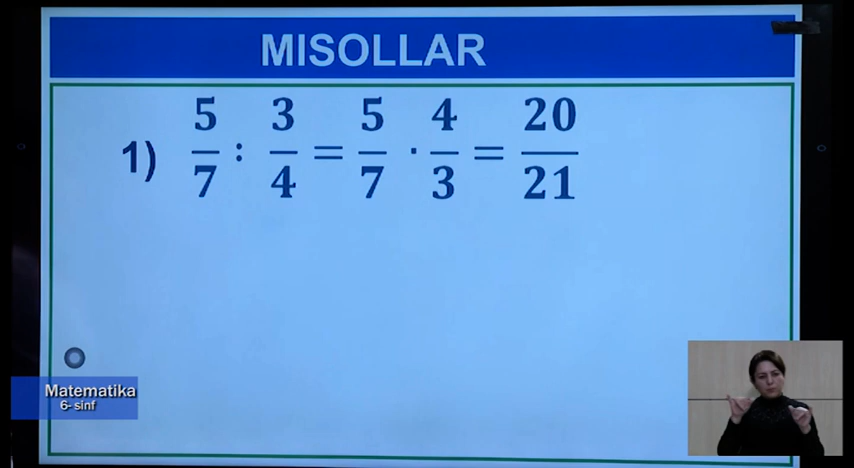 MISOLLAR
1) 5/7 : 3/4 = 5/7 · 4/3 = 20/21
Matematika
6- sinf